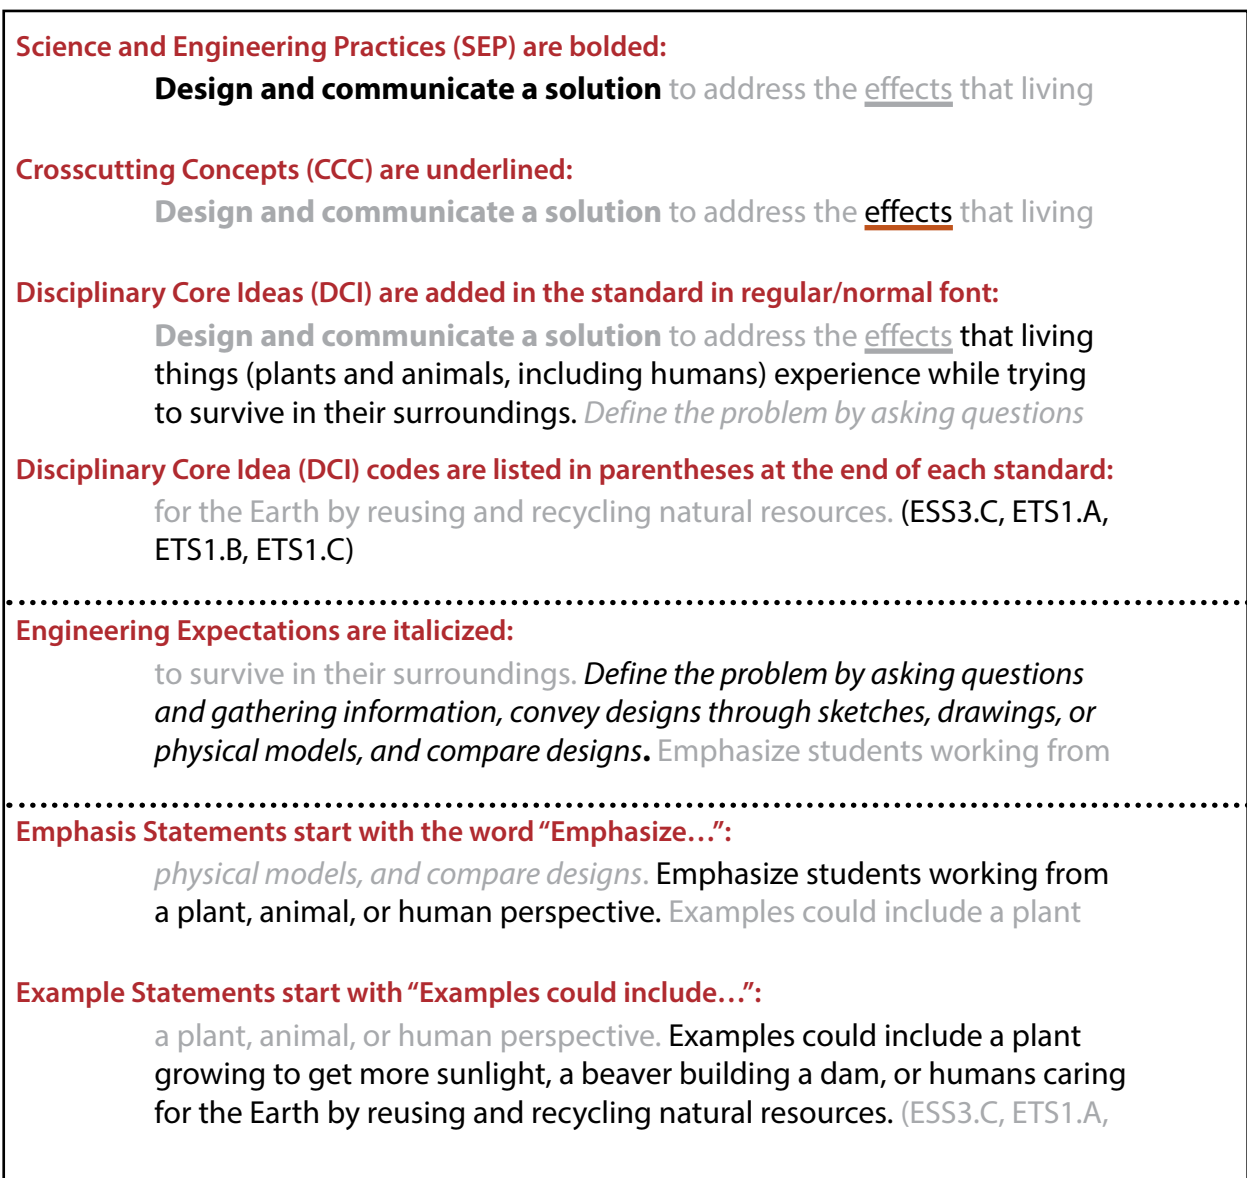 Science and Engineering Practices (SEP) are bolded:
Design and communicate a solution to address the effects that living
Crosscutting Concepts (CCC) are underlined:
Design and communicate a solution to address the effects that living
Disciplinary Core Ideas (DCI) are added in the standard in regular/normal font:
Design and communicate a solution to address the effects that living
things (plants and animals, including humans) experience while trying
to survive in their surroundings. Define the problem by asking questions
Disciplinary Core Idea (DCI) codes are listed in parentheses at the end of each standard:
for the Earth by reusing and recycling natural resources. (ESS3.C, ETS1.A,
ETS1.B, ETS1.C)
Engineering Expectations are italicized:
to survive in their surroundings. Define the problem by asking questions
and gathering information, convey designs through sketches, drawings, or
physical models, and compare designs. Emphasize students working from
Emphasis Statements start with the word “Emphasize…”:
physical models, and compare designs. Emphasize students working from
a plant, animal, or human perspective. Examples could include a plant
Example Statements start with “Examples could include…”:
a plant, animal, or human perspective. Examples could include a plant
growing to get more sunlight, a beaver building a dam, or humans caring
for the Earth by reusing and recycling natural resources. (ESS3.C, ETS1.A,